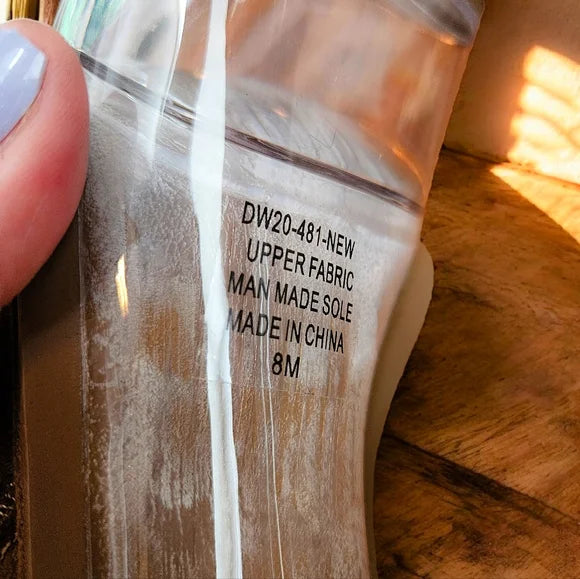 DW20-481-NEW
UPPER FABRIC
MAN MADE SOLE
MADE IN CHINA
8M